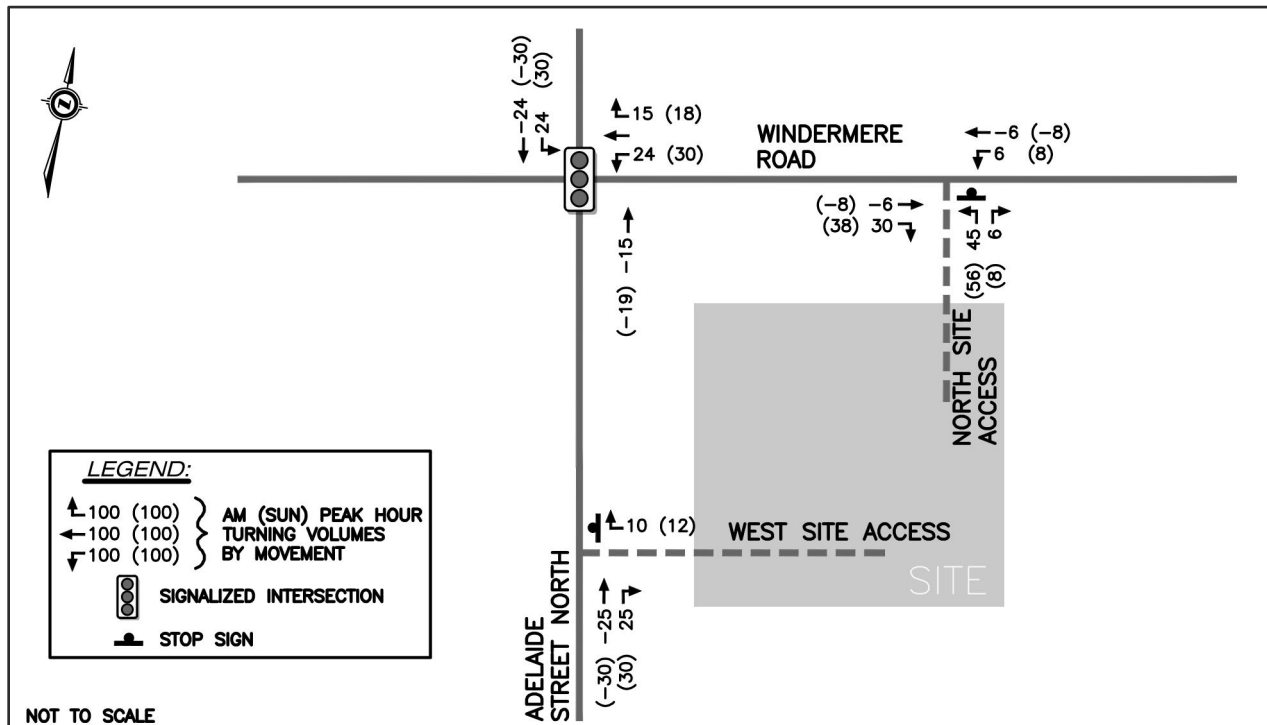 -24 (-30)
24 (30)
15 (18)
24 (30)
WINDERMERE
ROAD
-6 (-8)
6 (8)
(-8) -6
(38) 30
(56) 45
(8) 6
(-19) -15
NORTH SITE
ACCESS
LEGEND:
100 (100)
100 (100)
100 (100)
AM (SUN) PEAK HOUR
TURNING VOLUMES
BY MOVEMENT
SIGNALIZED INTERSECTION
STOP SIGN
10 (12)
WEST SITE ACCESS
SITE
ADELAIDE
STREET NORTH
(-30) -25
(30) 25
NOT TO SCALE
N